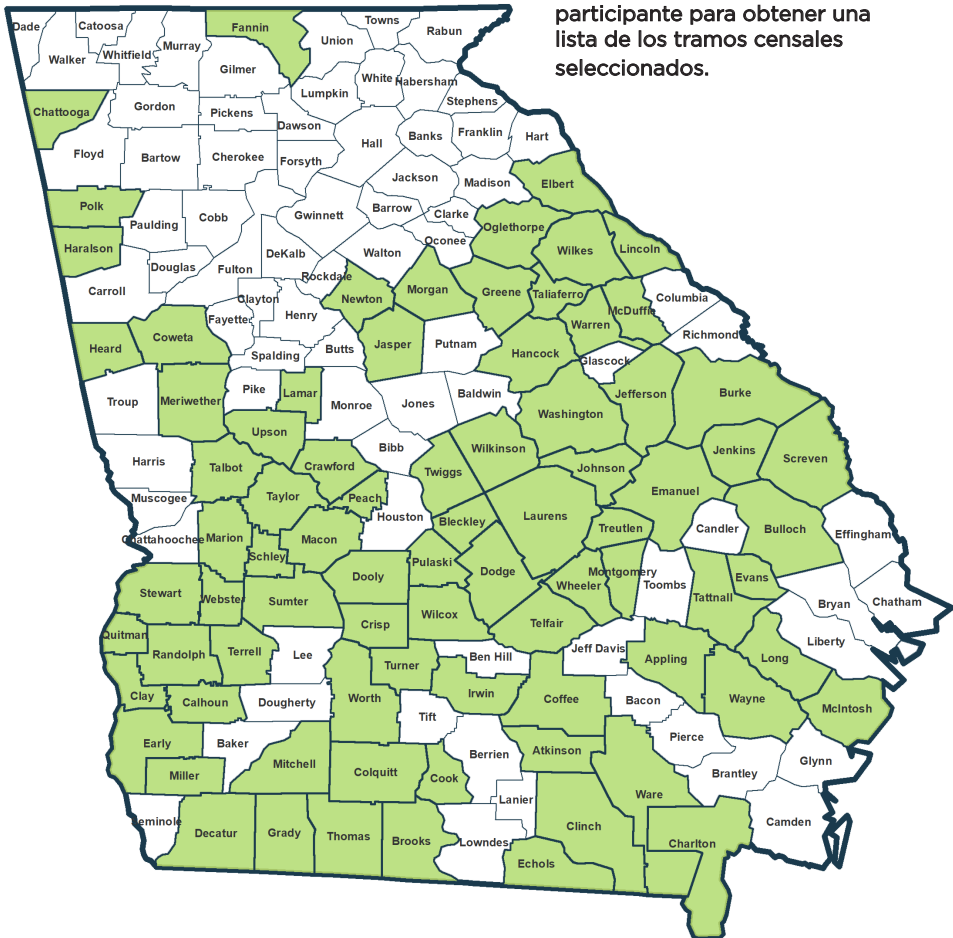 participante para obtener una
lista de los tramos censales
seleccionados.
Dade
Catoosa
Whitfield
Murray
Walker
Fannin
Gilmer
Union
Towns
Rabun
White
Habersham
Lumpkin
Stephens
Chattooga
Gordon
Pickens
Dawson
Hall
Banks
Franklin
Hart
Floyd
Bartow
Cherokee
Forsyth
Jackson
Madison
Elbert
Polk
Paulding
Cobb
Gwinnett
Barrow
Clarke
Oconee
Oglethorpe
Wilkes
Lincoln
Haralson
Douglas
Fulton
DeKalb
Rockdale
Walton
Carroll
Clayton
Fayette
Henry
Newton
Morgan
Greene
Taliaferro
McDuffie
Columbia
Warren
Richmond
Heard
Coweta
Spalding
Butts
Jasper
Putnam
Hancock
Glascock
Troup
Meriwether
Pike
Lamar
Monroe
Jones
Baldwin
Washington
Jefferson
Burke
Upson
Bibb
Wilkinson
Jenkins
Screven
Harris
Talbot
Crawford
Twiggs
Johnson
Emanuel
Muscogee
Taylor
Peach
Houston
Bleckley
Laurens
Treutlen
Candler
Bulloch
Effingham
Chattahoochee
Marion
Schley
Macon
Dooly
Pulaski
Dodge
Wheeler
Montgomery
Toombs
Tattnall
Evans
Stewart
Webster
Sumter
Crisp
Wilcox
Telfair
Bryan
Chatham
Liberty
Quitman
Randolph
Terrell
Lee
Turner
Ben Hill
Jeff Davis
Appling
Long
Clay
Calhoun
Dougherty
Worth
Irwin
Coffee
Bacon
Wayne
McIntosh
Early
Baker
Tift
Berrien
Atkinson
Pierce
Miller
Mitchell
Colquitt
Cook
Lanier
Ware
Brantley
Glynn
Seminole
Decatur
Grady
Thomas
Brooks
Lowndes
Clinch
Echols
Charlton
Camden